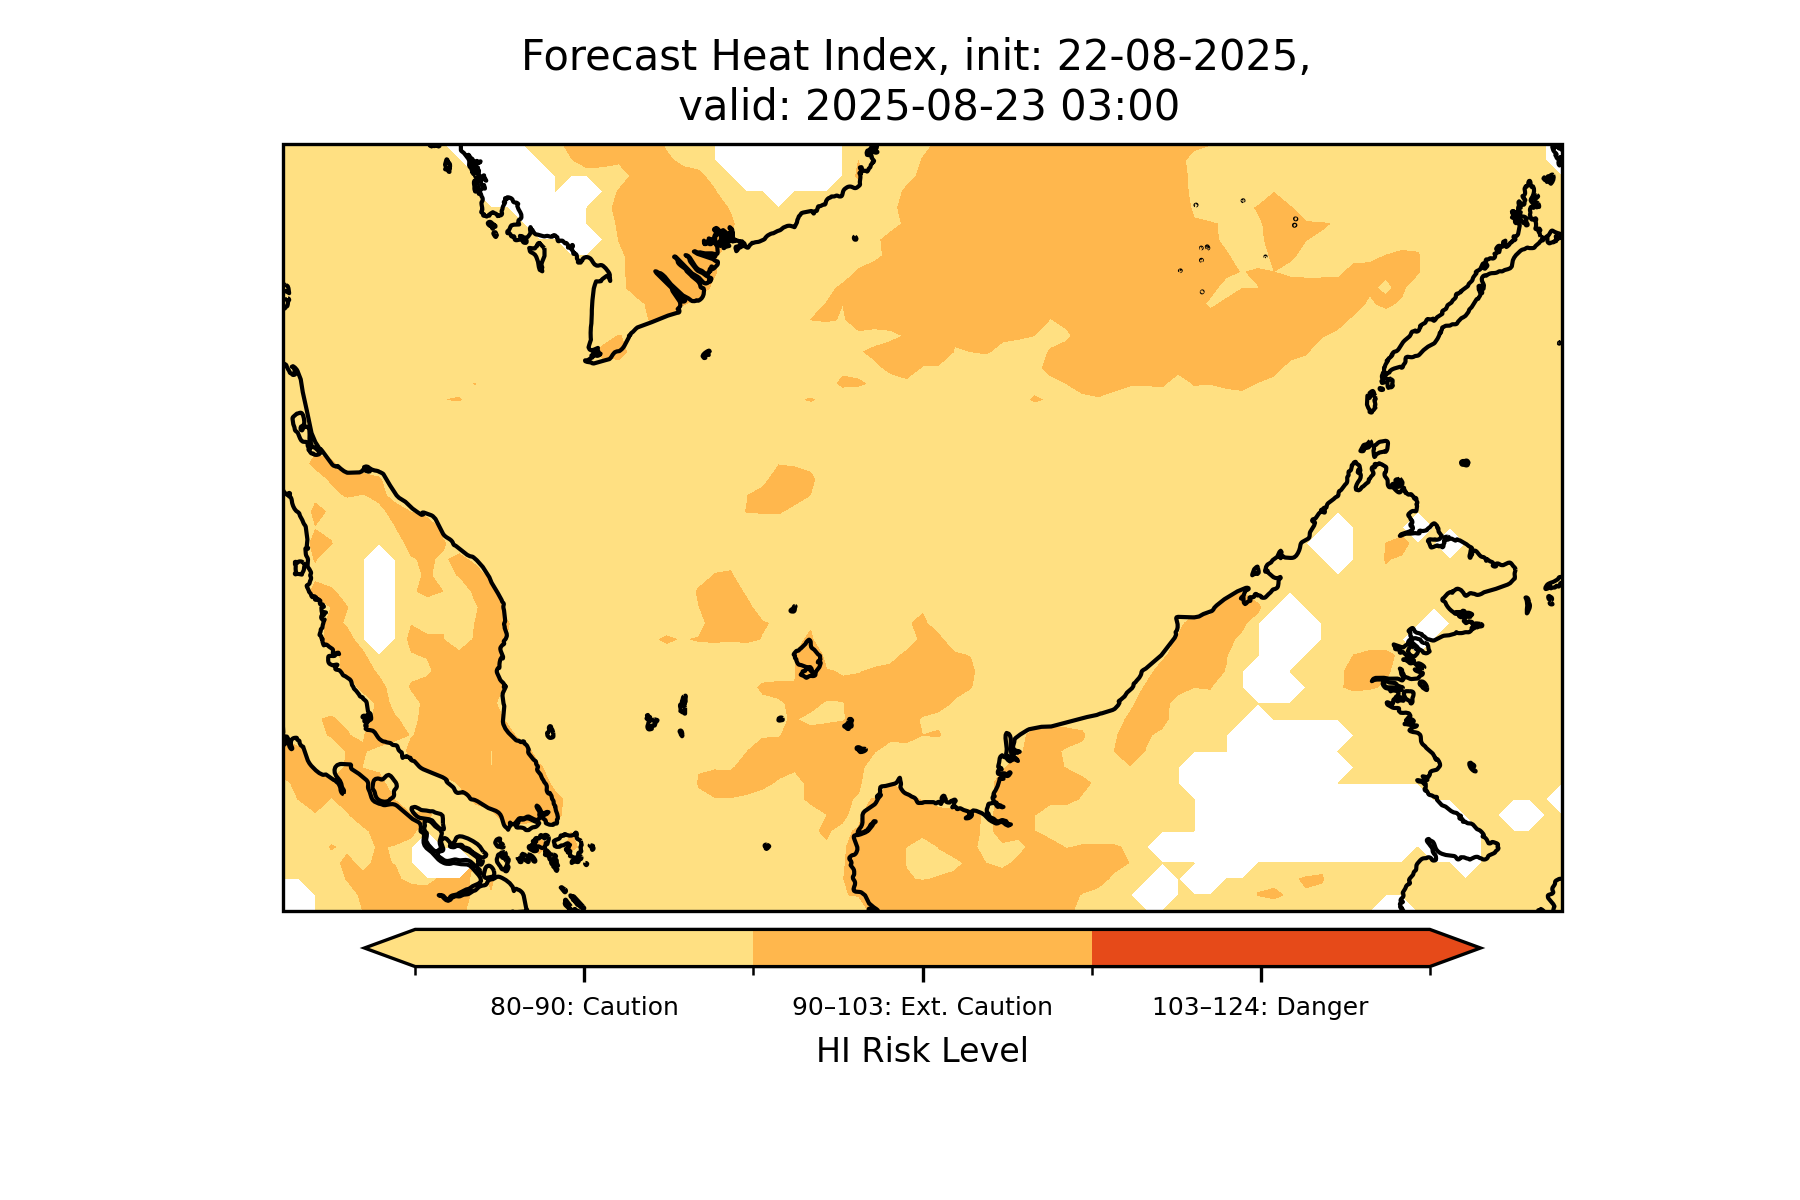 Forecast Heat Index, init: 22-08-2025,
valid: 2025-08-23 03:00
80–90: Caution
90–103: Ext. Caution
103–124: Danger
HI Risk Level